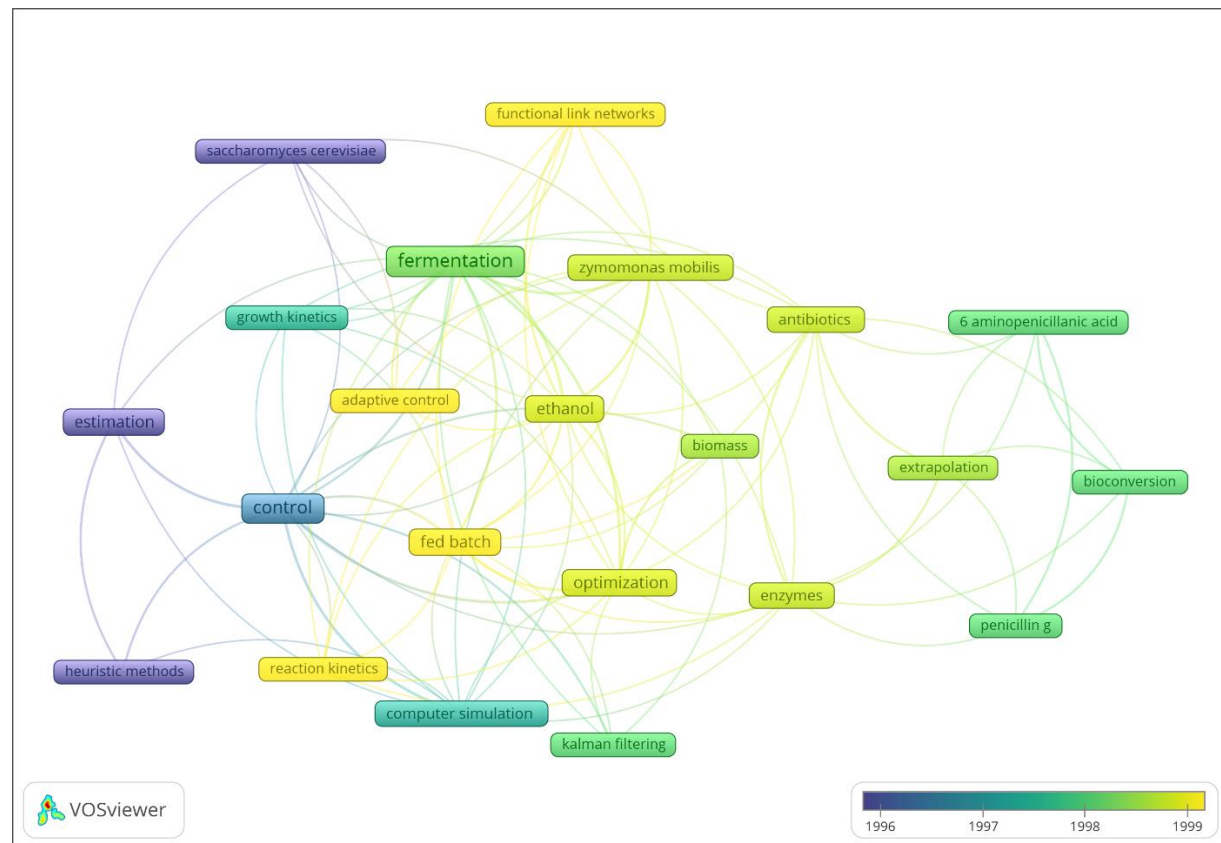 functional link networks
saccharomyces cerevisiae
fermentation
zymomonas mobilis
growth kinetics
antibiotics
6 aminopenicillanic acid
adaptive control
ethanol
estimation
biomass
extrapolation
bioconversion
control
fed batch
optimization
enzymes
penicillin g
heuristic methods
reaction kinetics
computer simulation
kalman filtering
VOSviewer
1996 1997 1998 1999